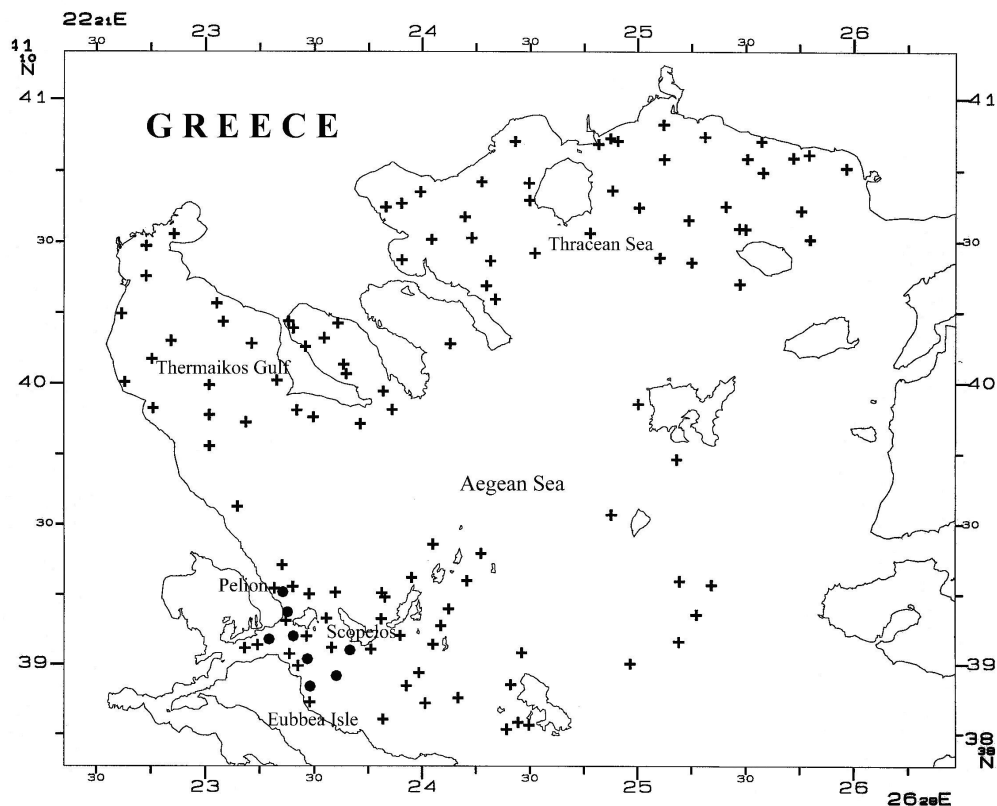 22 21 E
30 23 30 24 30 25 30 26
41 10 N
41 41
GREECE
30 30
Thracean Sea
Thermaikos Gulf
40 40
Aegean Sea
30 30
Pelion
Scopelos
39 39
Eubbea Isle
38 38 N
30 23 30 24 30 25 30 26
26 28 E